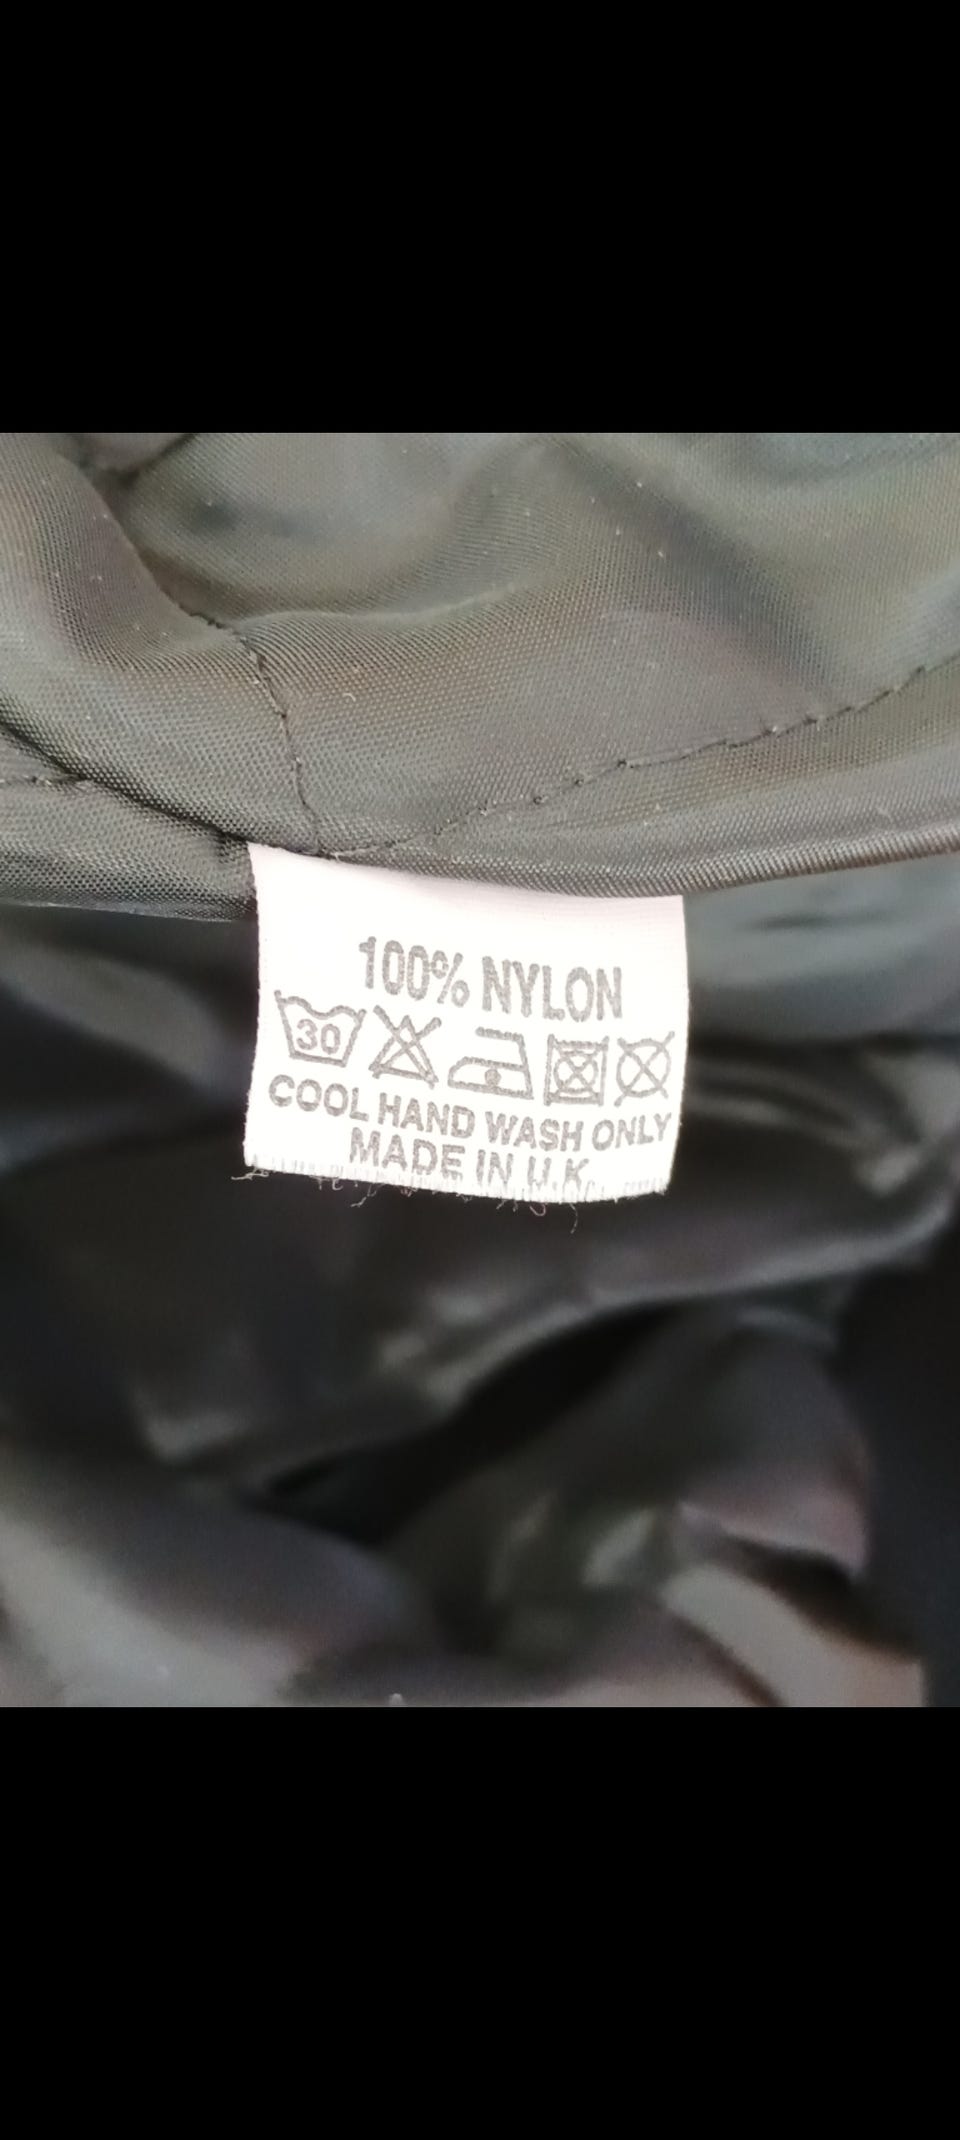 100% NYLON
30
COOL HAND WASH ONLY
MADE IN U.K.